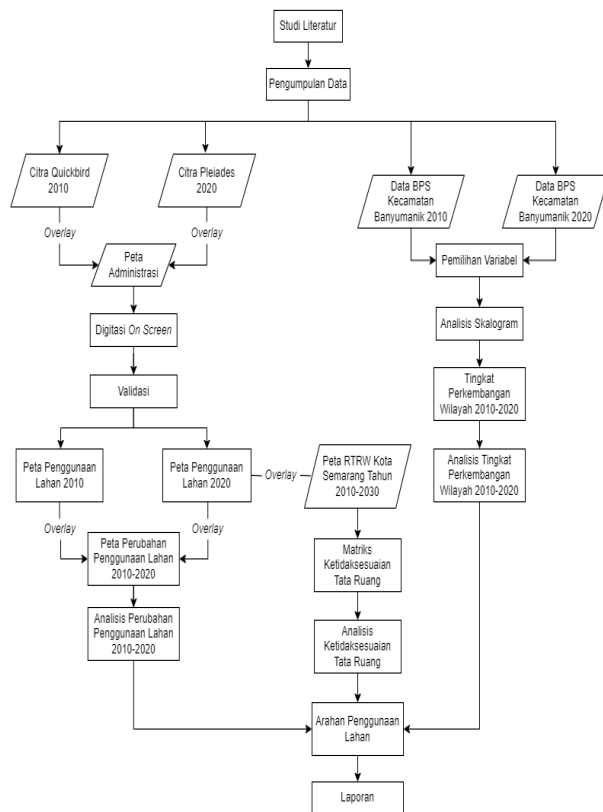 Studi Literatur
Pengumpulan Data
Citra Quickbird
2010
Citra Pleiades
2020
Data BPS
Kecamatan
Banyumanik 2010
Data BPS
Kecamatan
Banyumanik 2020
Overlay
Overlay
Peta
Administrasi
Pemilihan Variabel
Digitasi On Screen
Analisis Skalogram
Validasi
Tingkat
Perkembangan
Wilayah 2010-2020
Peta Penggunaan
Lahan 2010
Peta Penggunaan
Lahan 2020
Overlay
Peta RTRW Kota
Semarang Tahun
2010-2030
Analisis Tingkat
Perkembangan
Wilayah 2010-2020
Overlay
Overlay
Peta Perubahan
Penggunaan Lahan
2010-2020
Matriks
Ketidaksesuaian
Tata Ruang
Analisis Perubahan
Penggunaan Lahan
2010-2020
Analisis
Ketidaksesuaian
Tata Ruang
Arahan Penggunaan
Lahan
Laporan